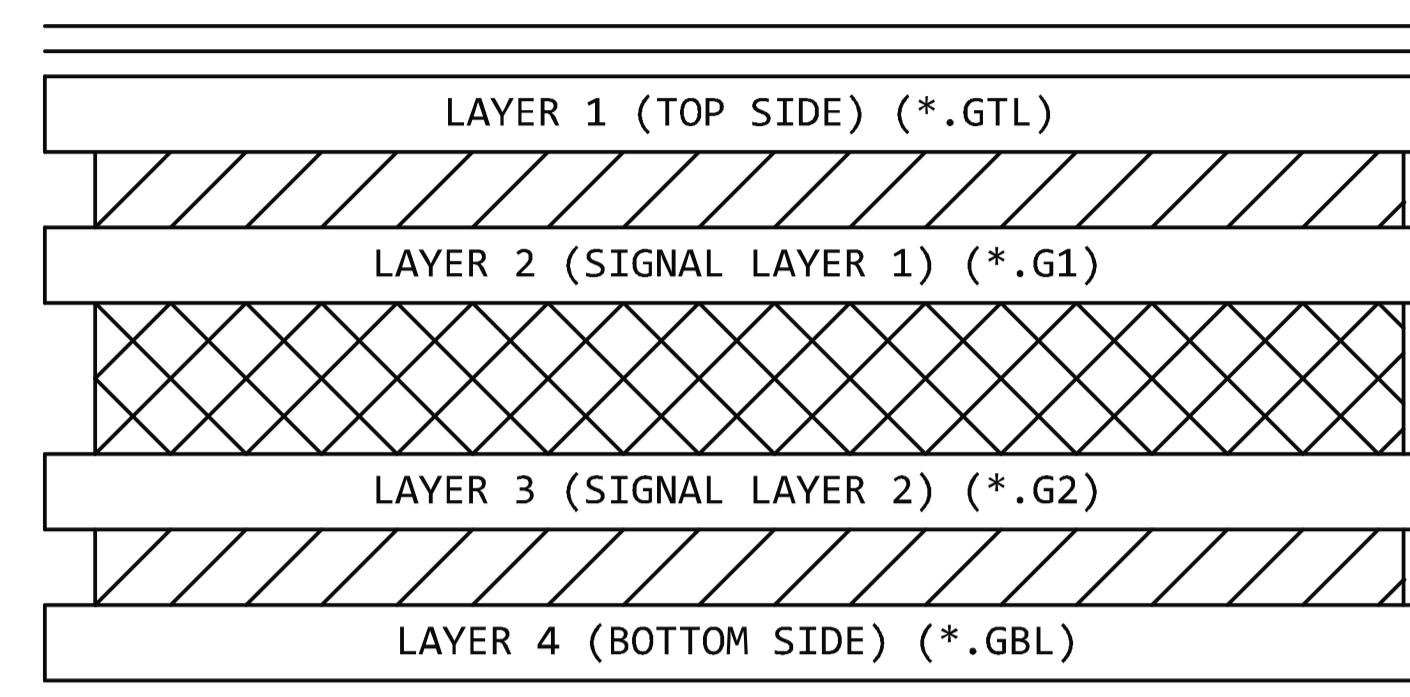 LAYER 1 (TOP SIDE) (*.GTL)
LAYER 2 (SIGNAL LAYER 1) (*.G1)
LAYER 3 (SIGNAL LAYER 2) (*.G2)
LAYER 4 (BOTTOM SIDE) (*.GBL)